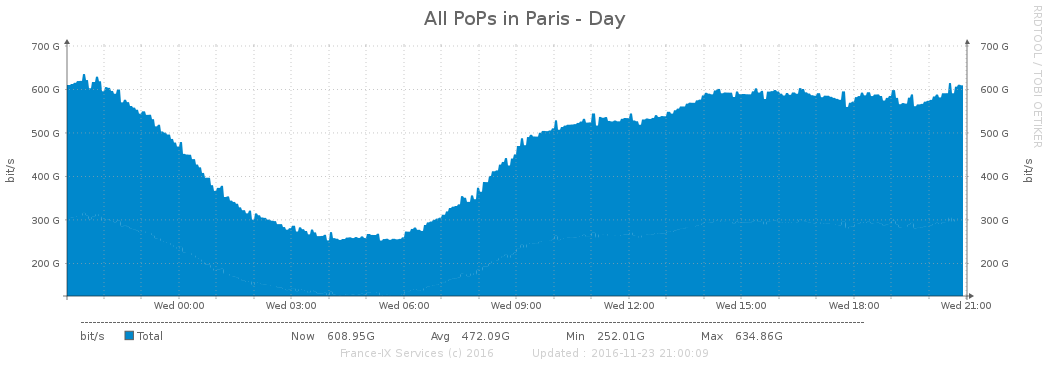 All PoPs in Paris - Day
RRDTOOL / TOBI OETIKER
bit/s
700 G
600 G
500 G
400 G
300 G
200 G
700 G
600 G
500 G
400 G
300 G
200 G
bit/s
Wed 00:00 Wed 03:00 Wed 06:00 Wed 09:00 Wed 12:00 Wed 15:00 Wed 18:00 Wed 21:00
bit/s Total Now 608.95G Avg 472.09G Min 252.01G Max 634.86G
France-IX Services (c) 2016 Updated : 2016-11-23 21:00:09